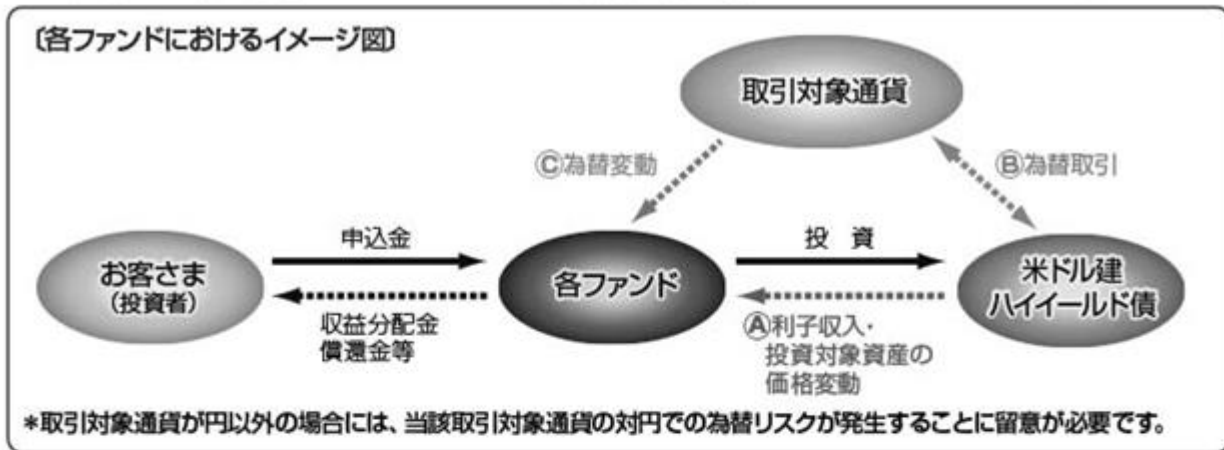 〔各ファンドにおけるイメージ図〕
取引対象通貨
Ⓒ為替変動
Ⓑ為替取引
お客さま
(投資者)
申込金
収益分配金
償還金等
各ファンド
投 資
Ⓐ利子収入・
投資対象資産の
価格変動
米ドル建
ハイイールド債
*取引対象通貨が円以外の場合には、当該取引対象通貨の対円での為替リスクが発生することに留意が必要です。